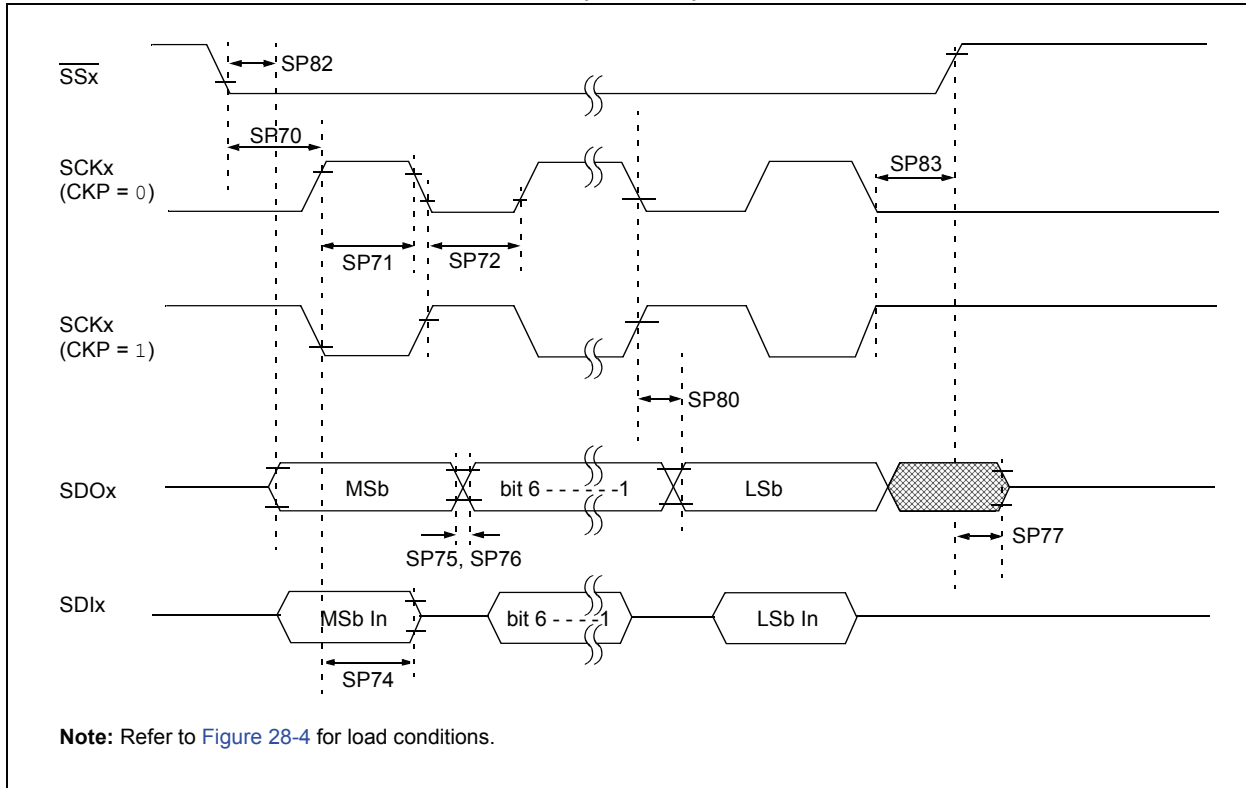 SSx
SP82
SP70
SCKx
(CKP = 0)
SP83
SP71
SP72
SCKx
(CKP = 1)
SP80
SDOx
MSb
bit 6 - - - - - -1
LSb
SP75, SP76
SP77
SDIx
MSb In
bit 6 - - - -1
LSb In
SP74
Note: Refer to Figure 28-4 for load conditions.